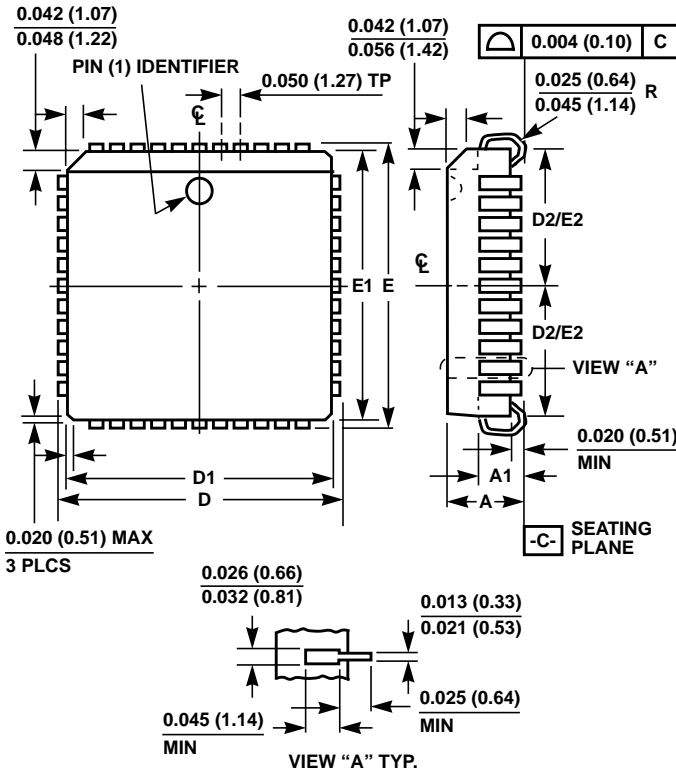 0.042 (1.07)
0.048 (1.22)
PIN (1) IDENTIFIER
0.050 (1.27) TP
℄
0.042 (1.07)
0.056 (1.42)
0.004 (0.10) C
0.025 (0.64)
0.045 (1.14) R
℄
D2/E2
E1 E
D2/E2
VIEW “A”
0.020 (0.51)
MIN
A1
A
D1
D
0.020 (0.51) MAX
3 PLCS
-C- SEATING
PLANE
0.026 (0.66)
0.032 (0.81)
0.013 (0.33)
0.021 (0.53)
0.045 (1.14)
MIN
0.025 (0.64)
MIN
VIEW “A” TYP.